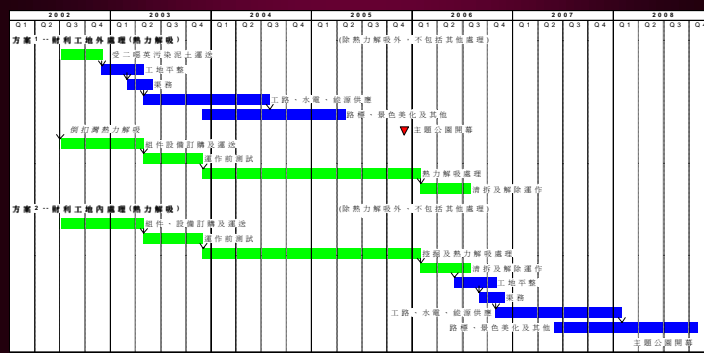 2002 2003 2004 2005 2006 2007 2008
Q1 Q2 Q3 Q4 Q1 Q2 Q3 Q4 Q1 Q2 Q3 Q4 Q1 Q2 Q3 Q4 Q1 Q2 Q3 Q4 Q1 Q2 Q3 Q4 Q1 Q2 Q3 Q4
方案1--財利工地外處理(熱力解吸) (除熱力解吸外、不包括其他處理)
受二噁英污染泥土運送
工地平整
渠務
工路、水電、能源供應
路標、景色美化及其他
主題公園開幕
倒扣灣熱力解吸
組件設備訂購及運送
運作前測試
熱力解吸處理
清拆及解除運作
方案2--財利工地內處理(熱力解吸) (除熱力解吸外、不包括其他處理)
組件、設備訂購及運送
運作前測試
挖掘及熱力解吸處理
清拆及解除運作
工地平整
渠務
工路、水電、能源供應
路標、景色美化及其他
主題公園開幕